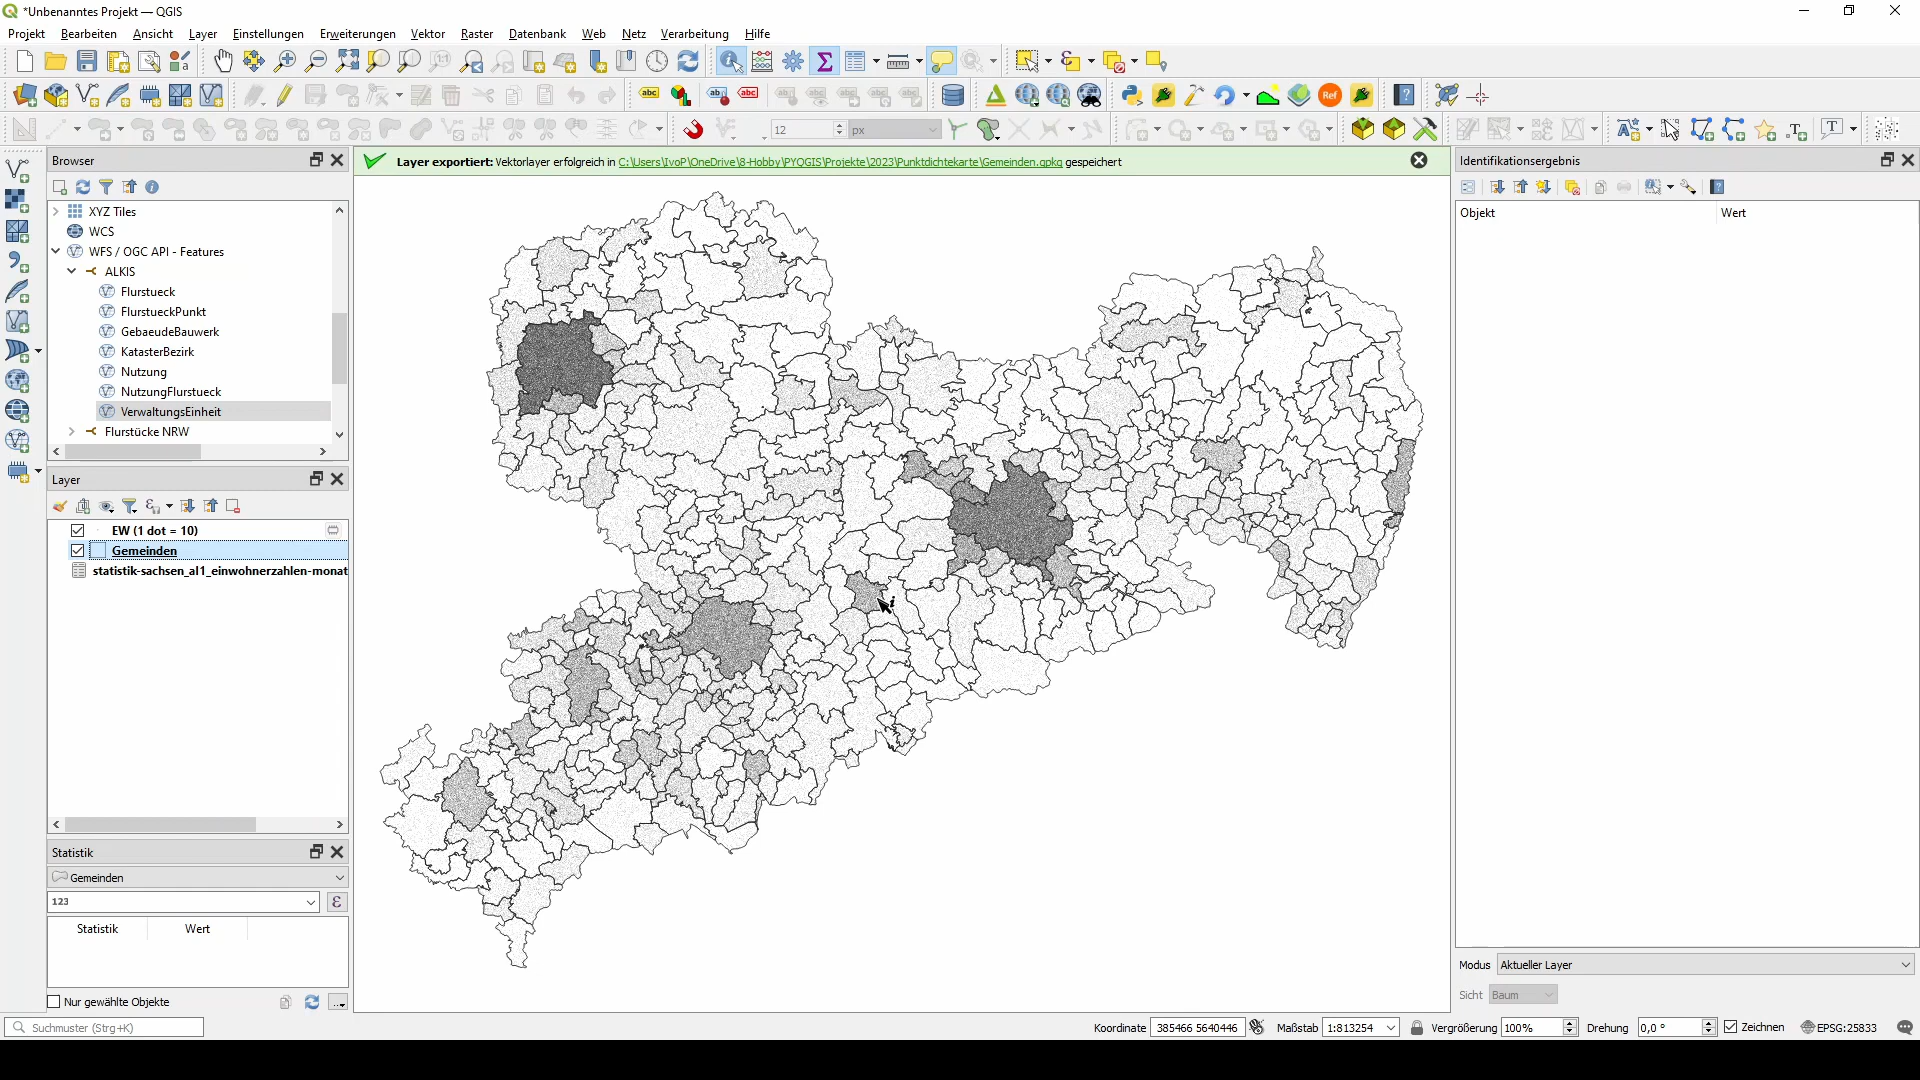 *Unbenanntes Projekt — QGIS
Projekt Bearbeiten Ansicht Layer Einstellungen Erweiterungen Vektor Raster Datenbank Web Netz Verarbeitung Hilfe
abc abc
Ref
12 px
Browser
XYZ Tiles
WCS
WFS / OGC API - Features
ALKIS
Flurstueck
FlurstueckPunkt
GebaeudeBauwerk
KatasterBezirk
Nutzung
NutzungFlurstueck
VerwaltungsEinheit
Flurstücke NRW
Layer
EW (1 dot = 10)
Gemeinden
statistik-sachsen_al1_einwohnerzahlen-monat
Statistik
Gemeinden
123
Statistik Wert
Nur gewählte Objekte
Layer exportiert: Vektorlayer erfolgreich in C:\Users\IvoP\OneDrive\8-Hobby\PYQGIS\Projekte\2023\Punktdichtekarte\Gemeinden.gpkg gespeichert
Identifikationsergebnis
Objekt Wert
Modus Aktueller Layer
Sicht Baum
Suchmuster (Strg+K)
Koordinate 385466 5640446 Maßstab 1:813254 Vergrößerung 100% Drehung 0,0 ° Zeichnen EPSG:25833